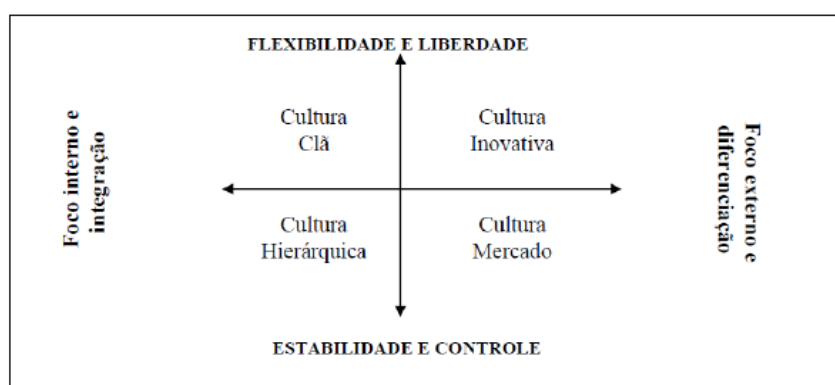 FLEXIBILIDADE E LIBERDADE
Foco interno e
integração
Cultura
Clã
Cultura
Inovativa
Foco externo e
diferenciação
Cultura
Hierárquica
Cultura
Mercado
ESTABILIDADE E CONTROLE